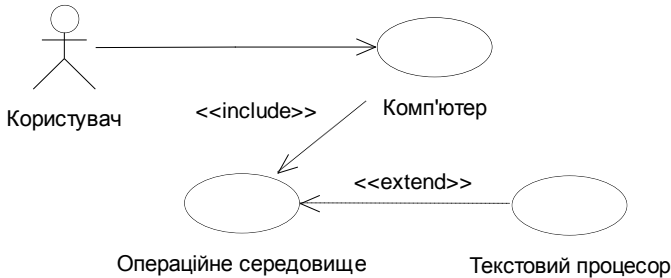 Користувач
<<include>>
Комп'ютер
<<extend>>
Операційне середовище
Текстовий процесор